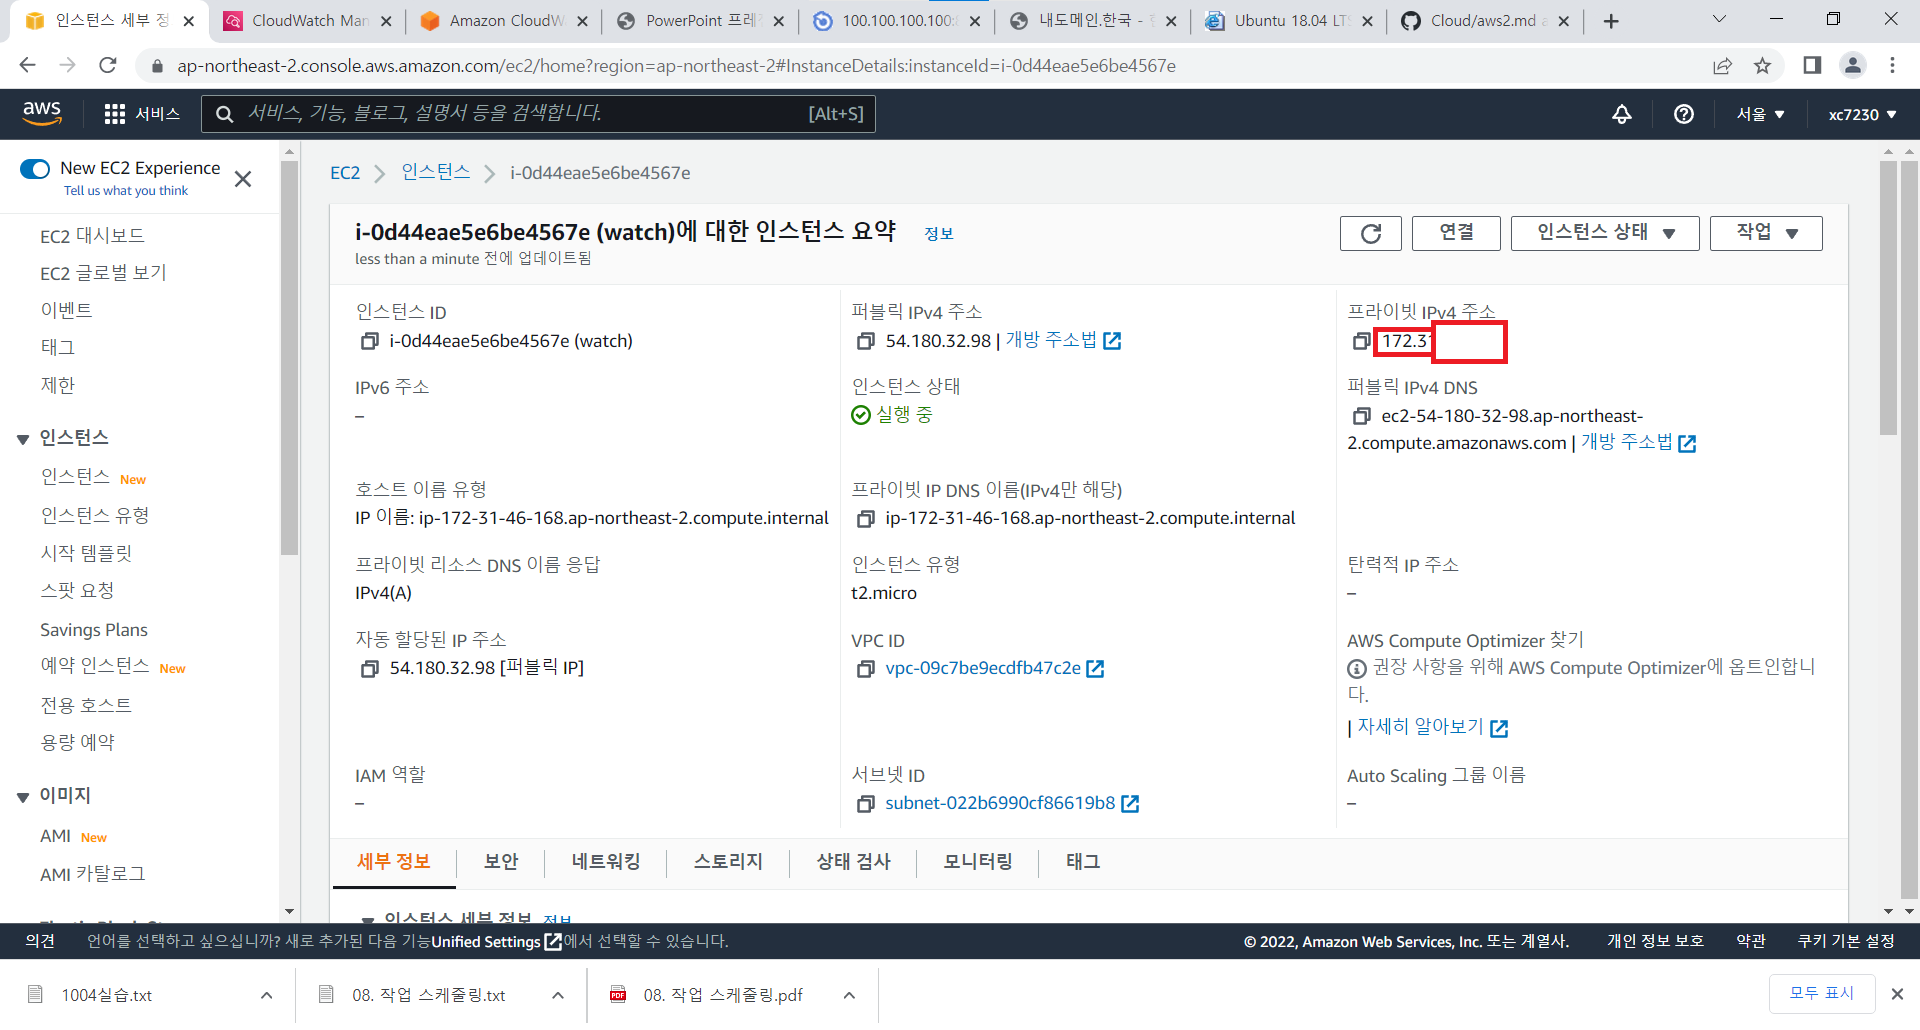 인스턴스 세부 정
CloudWatch Man
Amazon CloudW
PowerPoint 프레
100.100.100.100:
내도메인.한국 -
Ubuntu 18.04 LTS
Cloud/aws2.md a
ap-northeast-2.console.aws.amazon.com/ec2/home?region=ap-northeast-2#InstanceDetails:instanceId=i-0d44eae5e6be4567e
aws
서비스
서비스, 기능, 블로그, 설명서 등을 검색합니다.
[Alt+S]
서울
xc7230
New EC2 Experience
Tell us what you think
EC2 대시보드
EC2 글로벌 보기
이벤트
태그
제한
인스턴스
인스턴스 New
인스턴스 유형
시작 템플릿
스팟 요청
Savings Plans
예약 인스턴스 New
전용 호스트
용량 예약
이미지
AMI New
AMI 카탈로그
EC2
인스턴스
i-0d44eae5e6be4567e
i-0d44eae5e6be4567e (watch)에 대한 인스턴스 요약 정보
less than a minute 전에 업데이트됨
연결
인스턴스 상태
작업
인스턴스 ID
i-0d44eae5e6be4567e (watch)
퍼블릭 IPv4 주소
54.180.32.98 | 개방 주소법
프라이빗 IPv4 주소
172.31
IPv6 주소
–
인스턴스 상태
실행 중
퍼블릭 IPv4 DNS
ec2-54-180-32-98.ap-northeast-
2.compute.amazonaws.com | 개방 주소법
호스트 이름 유형
IP 이름: ip-172-31-46-168.ap-northeast-2.compute.internal
프라이빗 IP DNS 이름(IPv4만 해당)
ip-172-31-46-168.ap-northeast-2.compute.internal
프라이빗 리소스 DNS 이름 응답
IPv4(A)
인스턴스 유형
t2.micro
탄력적 IP 주소
–
자동 할당된 IP 주소
54.180.32.98 [퍼블릭 IP]
VPC ID
vpc-09c7be9ecdfb47c2e
AWS Compute Optimizer 찾기
권장 사항을 위해 AWS Compute Optimizer에 옵트인합니
다.
| 자세히 알아보기
IAM 역할
–
서브넷 ID
subnet-022b6990cf86619b8
Auto Scaling 그룹 이름
–
세부 정보
보안
네트워킹
스토리지
상태 검사
모니터링
태그
인스턴스 세부 정보 정보
의견
언어를 선택하고 싶으십니까? 새로 추가된 다음 기능Unified Settings에서 선택할 수 있습니다.
© 2022, Amazon Web Services, Inc. 또는 계열사.
개인 정보 보호
약관
쿠키 기본 설정
1004실습.txt
08. 작업 스케줄링.txt
08. 작업 스케줄링.pdf
모두 표시